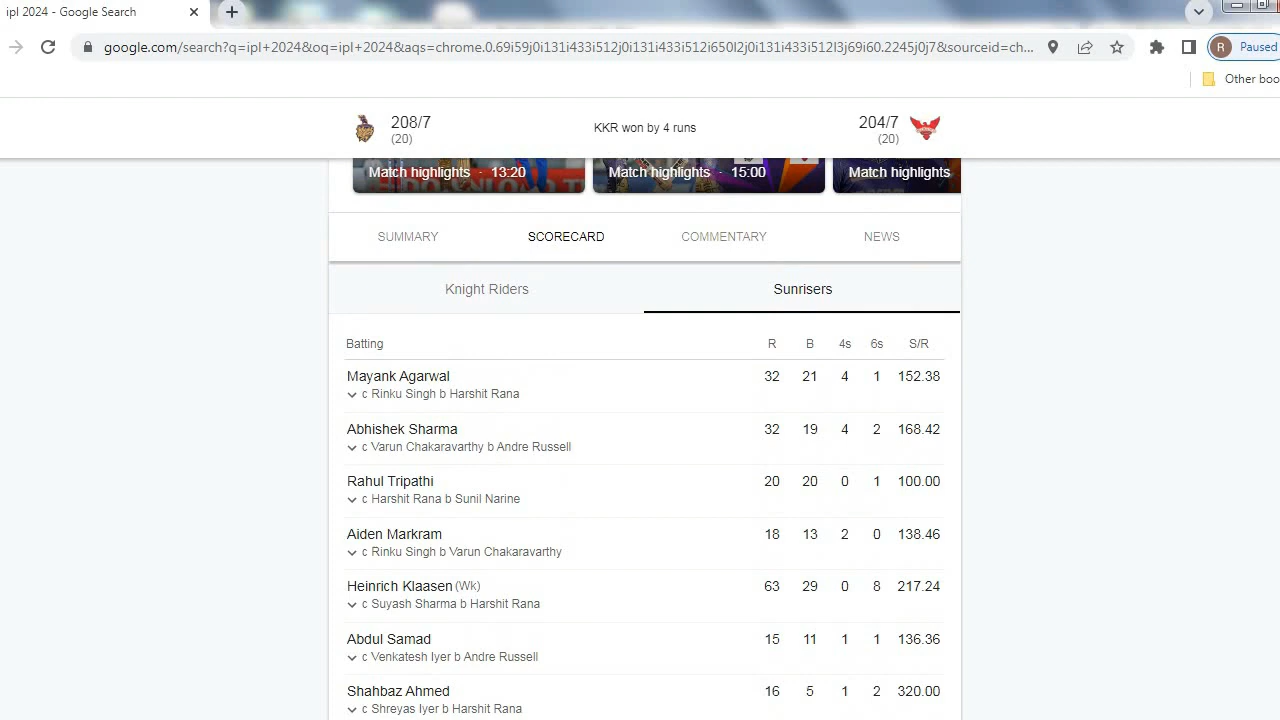 ipl 2024 - Google Search
google.com/search?q=ipl+2024&oq=ipl+2024&aqs=chrome.0.69i59j0i131i433i512j0i131i433i512i650l2j0i131i433i512l3j69i60.2245j0j7&sourceid=ch...
R Paused
Other boo
208/7
(20)
KKR won by 4 runs
204/7
(20)
Match highlights · 13:20
Match highlights · 15:00
Match highlights
SUMMARY SCORECARD COMMENTARY NEWS
Knight Riders Sunrisers
Batting R B 4s 6s S/R
Mayank Agarwal 32 21 4 1 152.38
c Rinku Singh b Harshit Rana
Abhishek Sharma 32 19 4 2 168.42
c Varun Chakaravarthy b Andre Russell
Rahul Tripathi 20 20 0 1 100.00
c Harshit Rana b Sunil Narine
Aiden Markram 18 13 2 0 138.46
c Rinku Singh b Varun Chakaravarthy
Heinrich Klaasen (Wk) 63 29 0 8 217.24
c Suyash Sharma b Harshit Rana
Abdul Samad 15 11 1 1 136.36
c Venkatesh Iyer b Andre Russell
Shahbaz Ahmed 16 5 1 2 320.00
c Shreyas Iyer b Harshit Rana